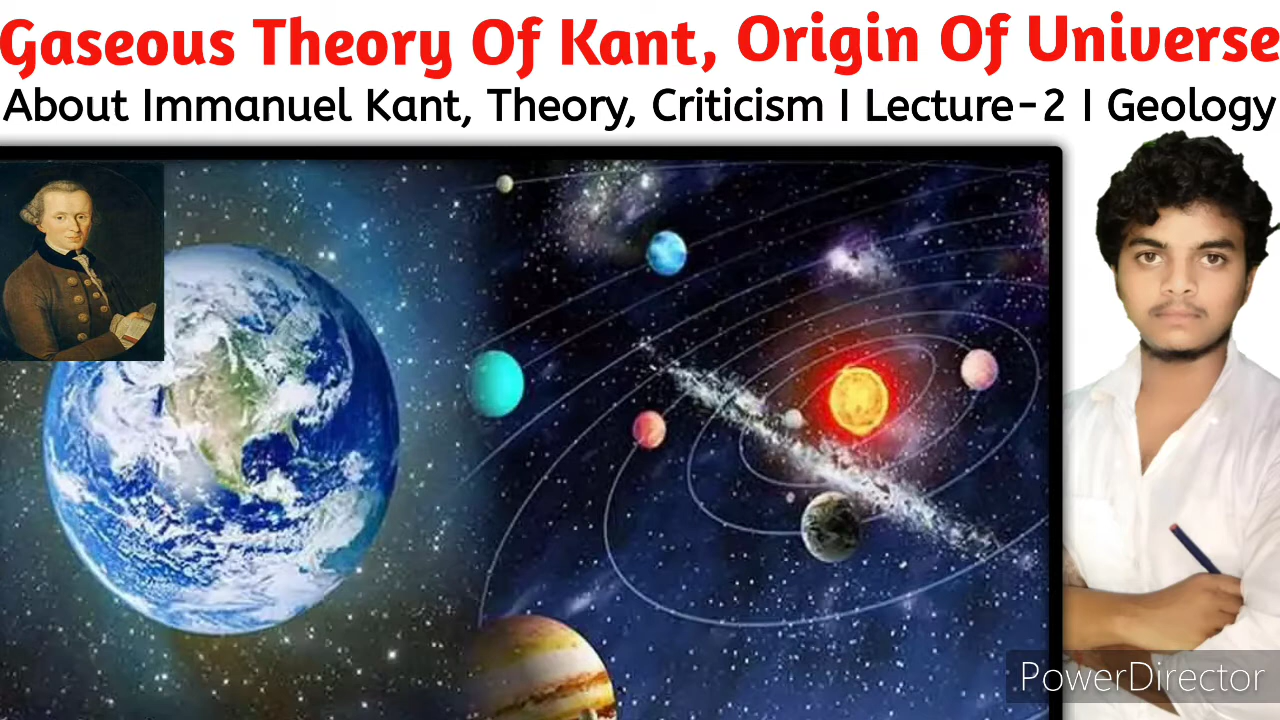 Gaseous Theory Of Kant, Origin Of Universe
About Immanuel Kant, Theory, Criticism I Lecture-2 I Geology
PowerDirector